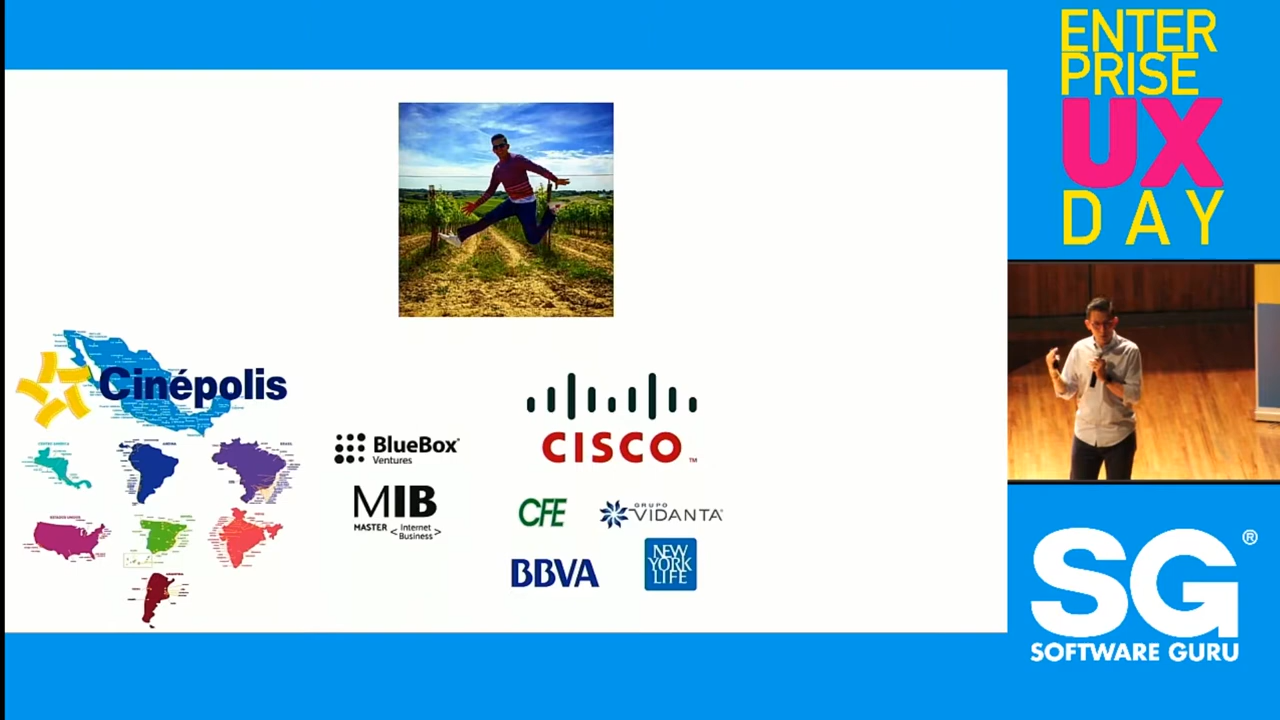 ENTER
PRISE
UX
DAY
Cinépolis
BlueBox®
Ventures
MIB
MASTER < Internet Business >
CISCO™
CFE
GRUPO
VIDANTA®
BBVA
NEW
YORK
LIFE
SG®
SOFTWARE GURU